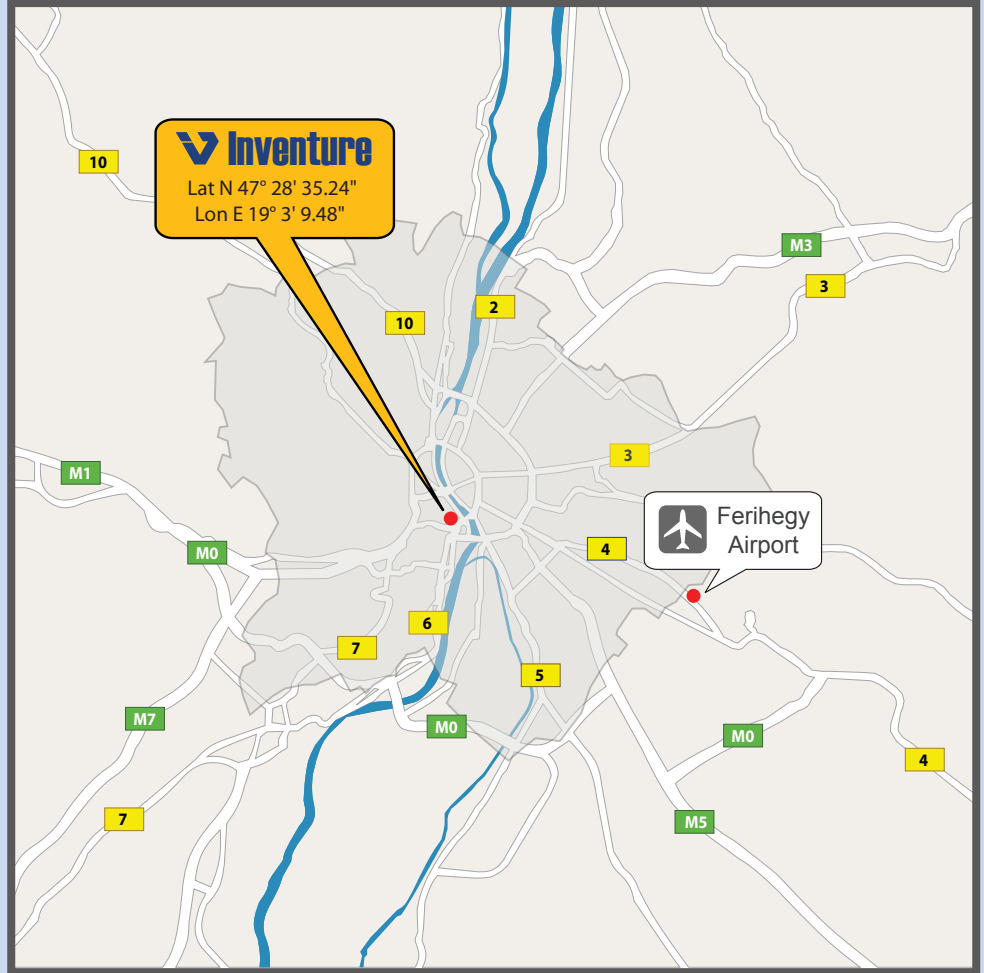 Inventure
Lat N 47° 28' 35.24"
Lon E 19° 3' 9.48"
10
M3
3
2
10
3
M1
Ferihegy
Airport
4
M0
6
7
5
M7
M0
M0
4
7
M5